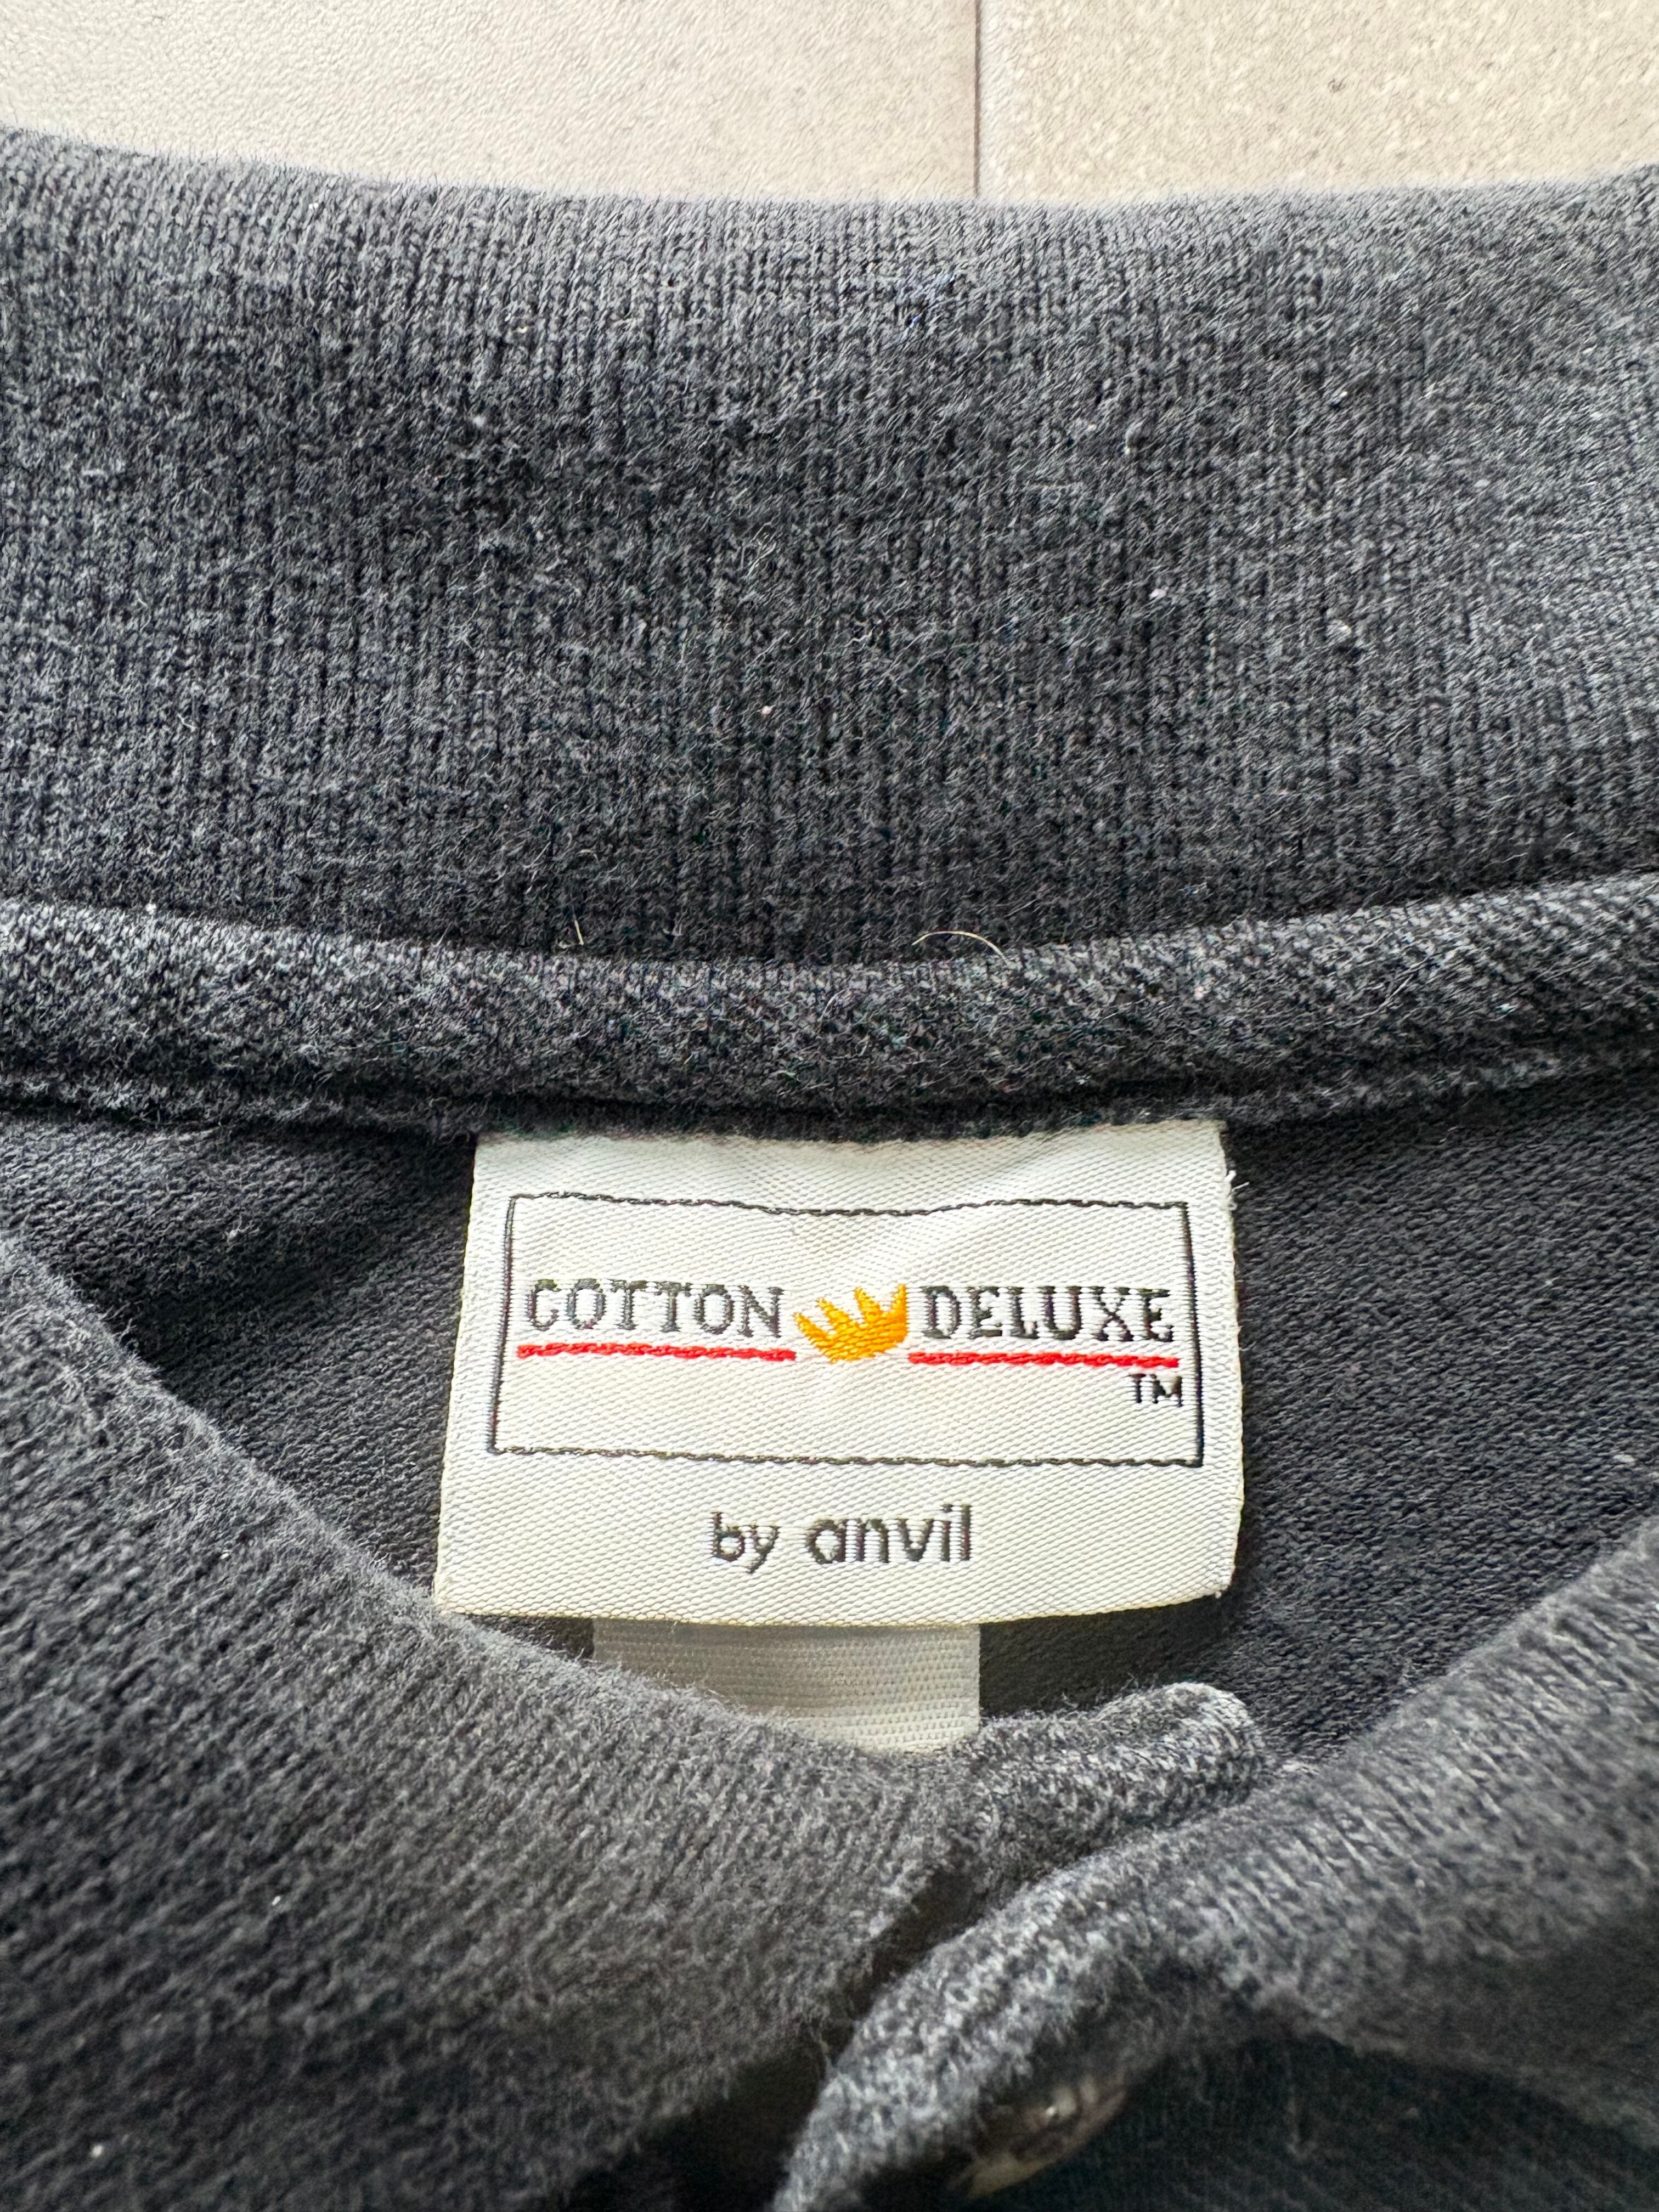 COTTON DELUXE
TM
by anvil